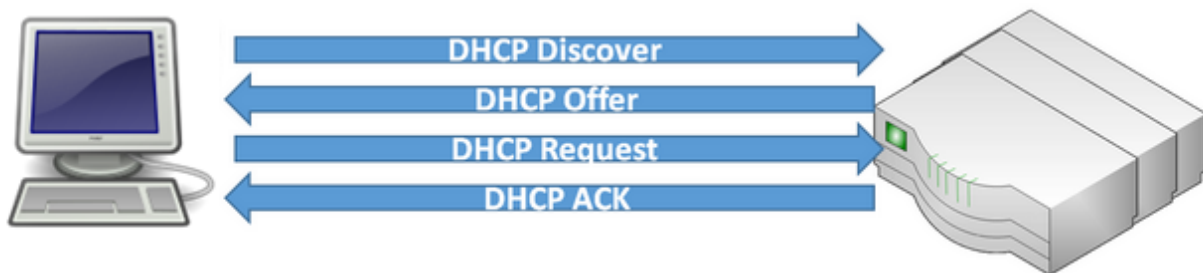 DHCP Discover
DHCP Offer
DHCP Request
DHCP ACK